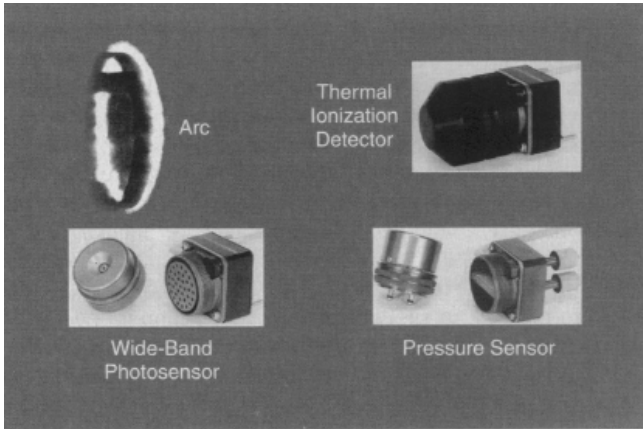 Arc
Thermal
Ionization
Detector
Wide-Band
Photosensor
Pressure Sensor